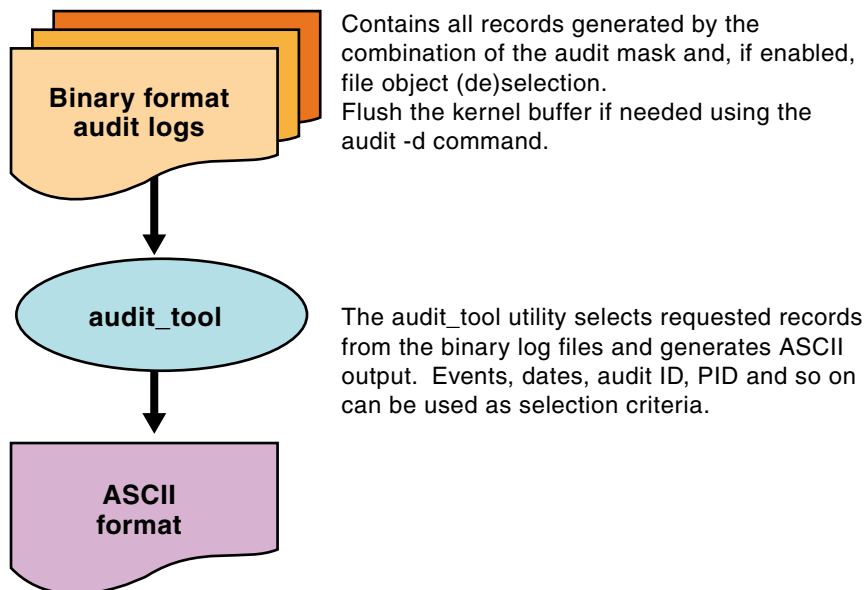 Binary format
audit logs
Contains all records generated by the
combination of the audit mask and, if enabled,
file object (de)selection.
Flush the kernel buffer if needed using the
audit -d command.
audit_tool
The audit_tool utility selects requested records
from the binary log files and generates ASCII
output.  Events, dates, audit ID, PID and so on
can be used as selection criteria.
ASCII
format